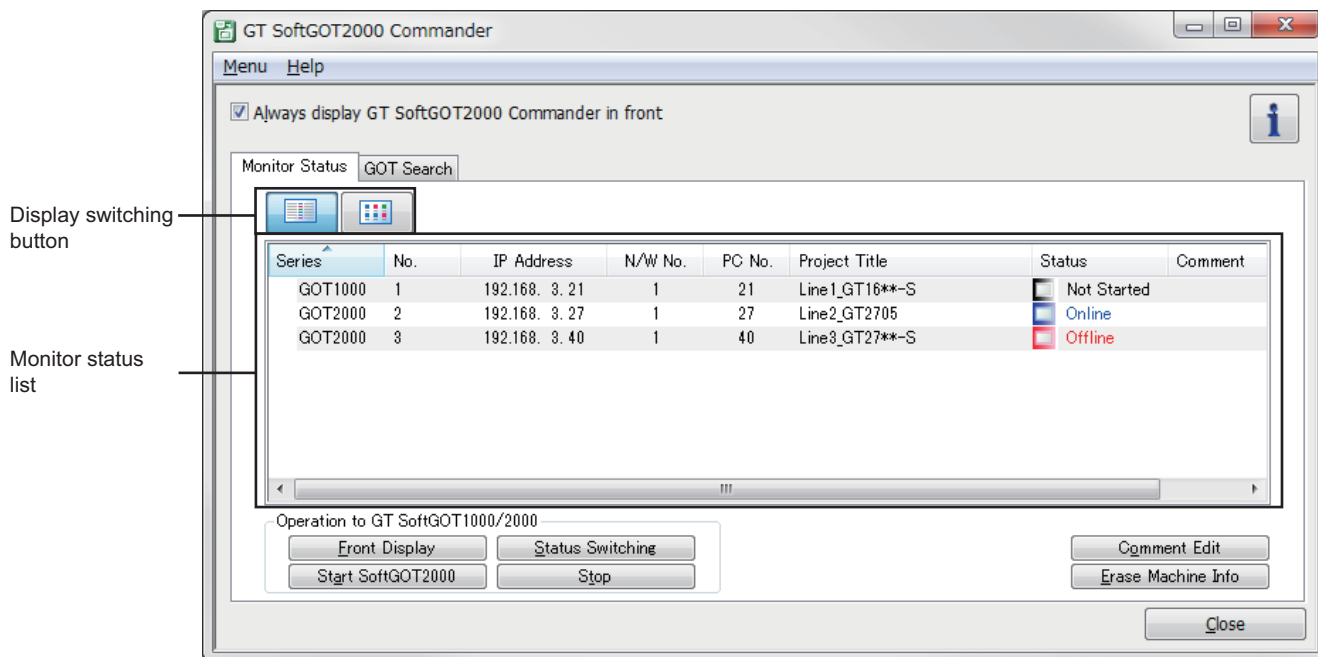 GT SoftGOT2000 Commander
Menu Help
Always display GT SoftGOT2000 Commander in front
Monitor Status GOT Search
Display switching
button
Series No. IP Address N/W No. PC No. Project Title Status Comment
GOT1000 1 192.168. 3. 21 1 21 Line1_GT16**-S Not Started
GOT2000 2 192.168. 3. 27 1 27 Line2_GT2705 Online
GOT2000 3 192.168. 3. 40 1 40 Line3_GT27**-S Offline
Monitor status
list
Operation to GT SoftGOT1000/2000
Front Display Status Switching Comment Edit
Start SoftGOT2000 Stop Erase Machine Info
Close